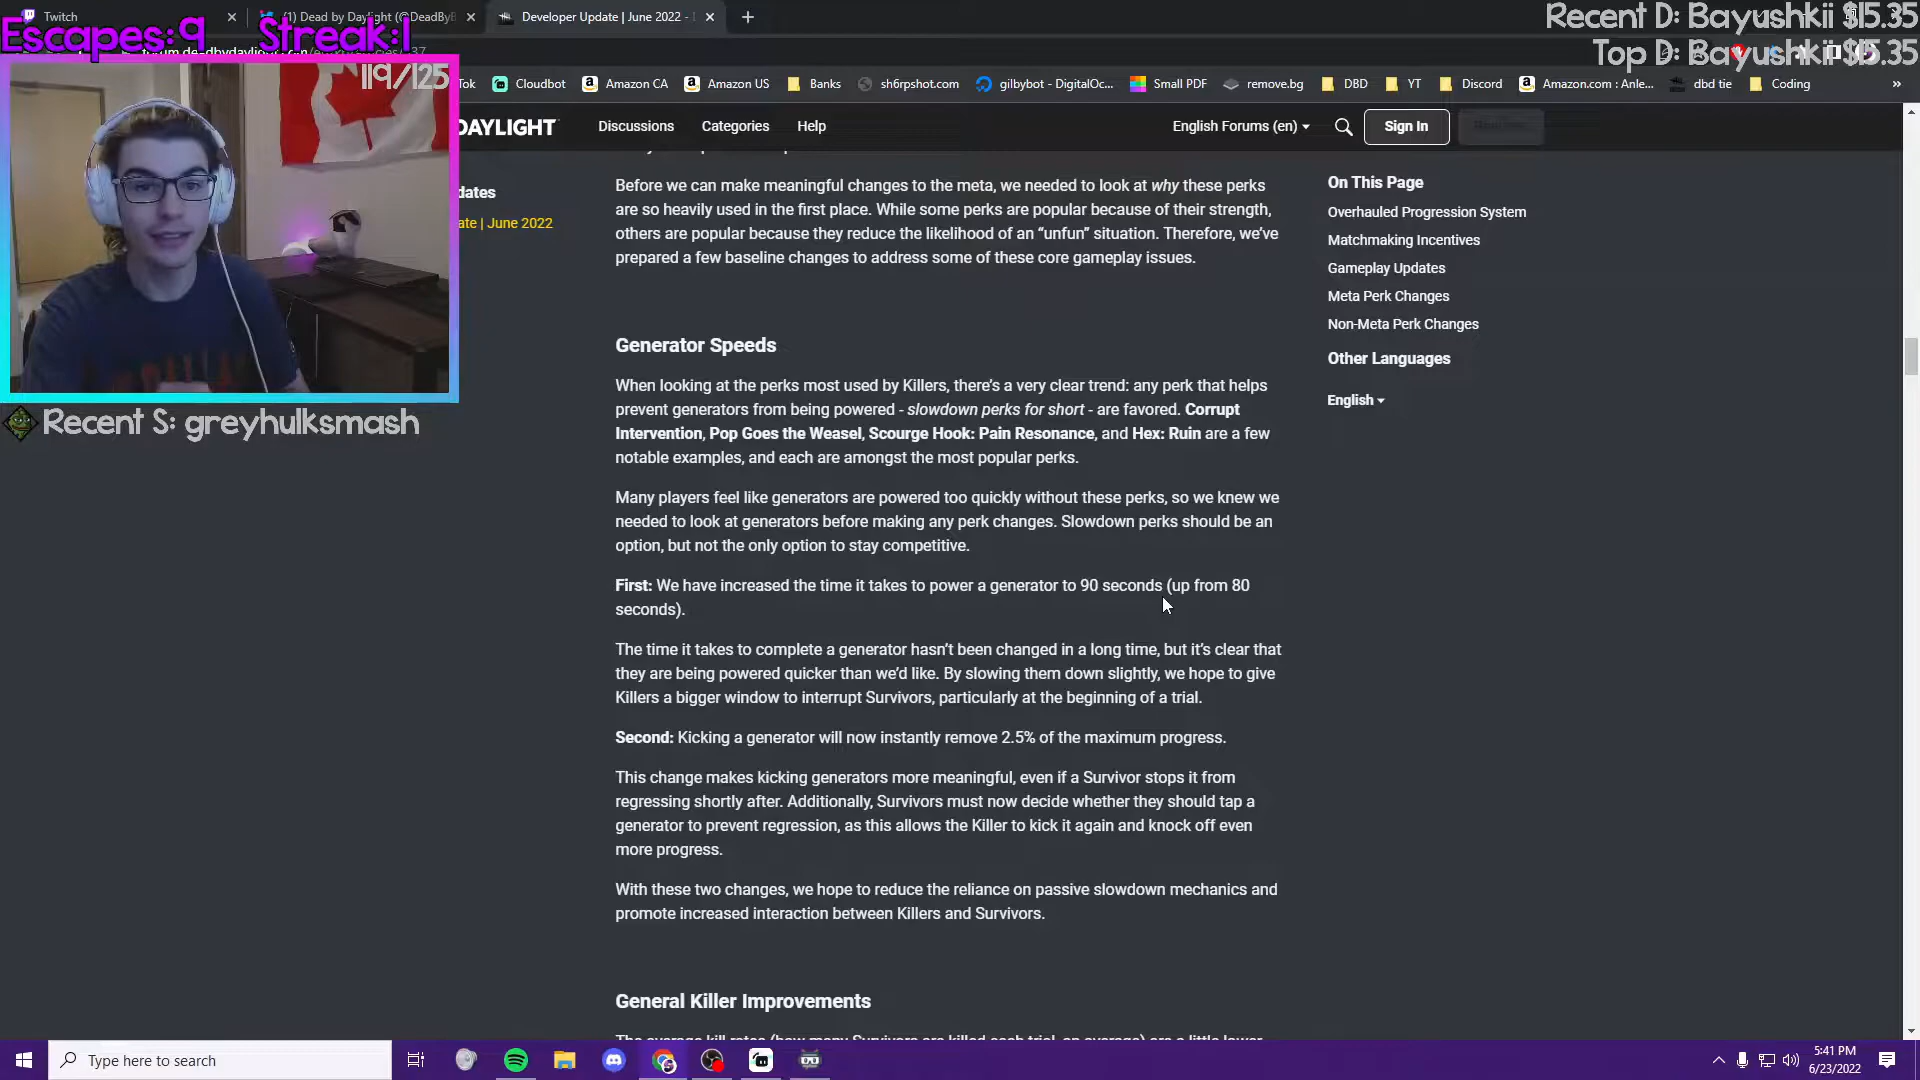 Twitch
(1) Dead by Daylight (@DeadByB
Developer Update | June 2022 -
Escapes:9 Streak:1
Recent D: Bayushkii $15.35
Top D: Bayushkii $15.35
119/125
Tok
Cloudbot
Amazon CA
Amazon US
Banks
sh6rpshot.com
gilbybot - DigitalOc...
Small PDF
remove.bg
DBD
YT
Discord
Amazon.com : Anle...
dbd tie
Coding
»
DAYLIGHT
Discussions
Categories
Help
English Forums (en)
Sign In
dates
ate | June 2022
Recent S: greyhulksmash
Before we can make meaningful changes to the meta, we needed to look at why these perks
are so heavily used in the first place. While some perks are popular because of their strength,
others are popular because they reduce the likelihood of an “unfun” situation. Therefore, we’ve
prepared a few baseline changes to address some of these core gameplay issues.
Generator Speeds
When looking at the perks most used by Killers, there’s a very clear trend: any perk that helps
prevent generators from being powered - slowdown perks for short - are favored. Corrupt
Intervention, Pop Goes the Weasel, Scourge Hook: Pain Resonance, and Hex: Ruin are a few
notable examples, and each are amongst the most popular perks.
Many players feel like generators are powered too quickly without these perks, so we knew we
needed to look at generators before making any perk changes. Slowdown perks should be an
option, but not the only option to stay competitive.
First: We have increased the time it takes to power a generator to 90 seconds (up from 80
seconds).
The time it takes to complete a generator hasn’t been changed in a long time, but it’s clear that
they are being powered quicker than we’d like. By slowing them down slightly, we hope to give
Killers a bigger window to interrupt Survivors, particularly at the beginning of a trial.
Second: Kicking a generator will now instantly remove 2.5% of the maximum progress.
This change makes kicking generators more meaningful, even if a Survivor stops it from
regressing shortly after. Additionally, Survivors must now decide whether they should tap a
generator to prevent regression, as this allows the Killer to kick it again and knock off even
more progress.
With these two changes, we hope to reduce the reliance on passive slowdown mechanics and
promote increased interaction between Killers and Survivors.
General Killer Improvements
On This Page
Overhauled Progression System
Matchmaking Incentives
Gameplay Updates
Meta Perk Changes
Non-Meta Perk Changes
Other Languages
English
Type here to search
5:41 PM
6/23/2022